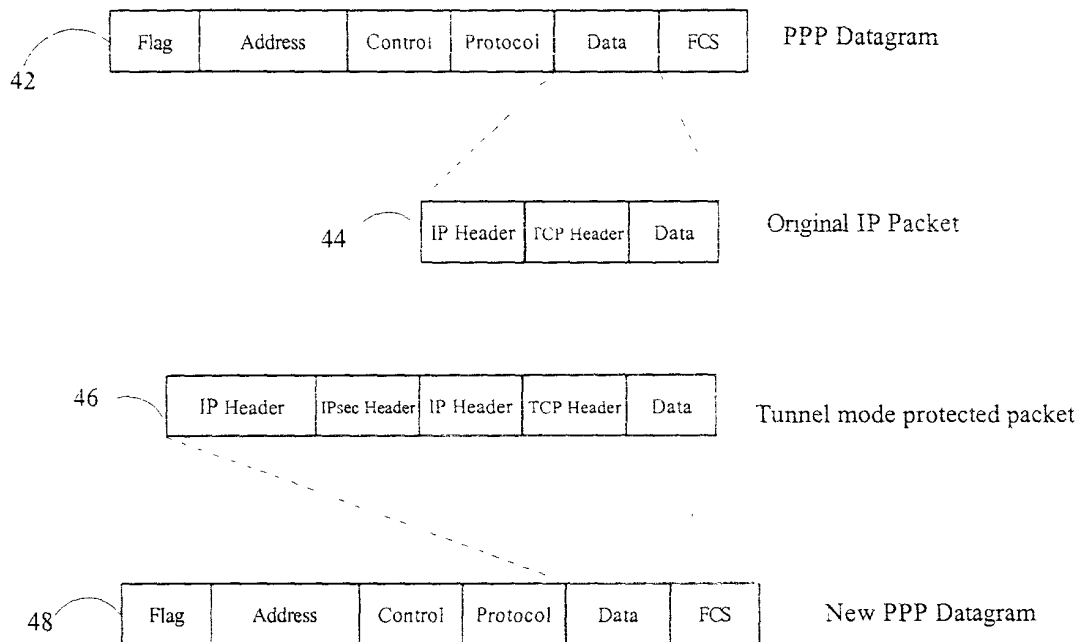 Flag Address Control Protocol Data FCS PPP Datagram
42
IP Header TCP Header Data Original IP Packet
44
46 IP Header IPsec Header IP Header TCP Header Data Tunnel mode protected packet
48 Flag Address Control Protocol Data FCS New PPP Datagram